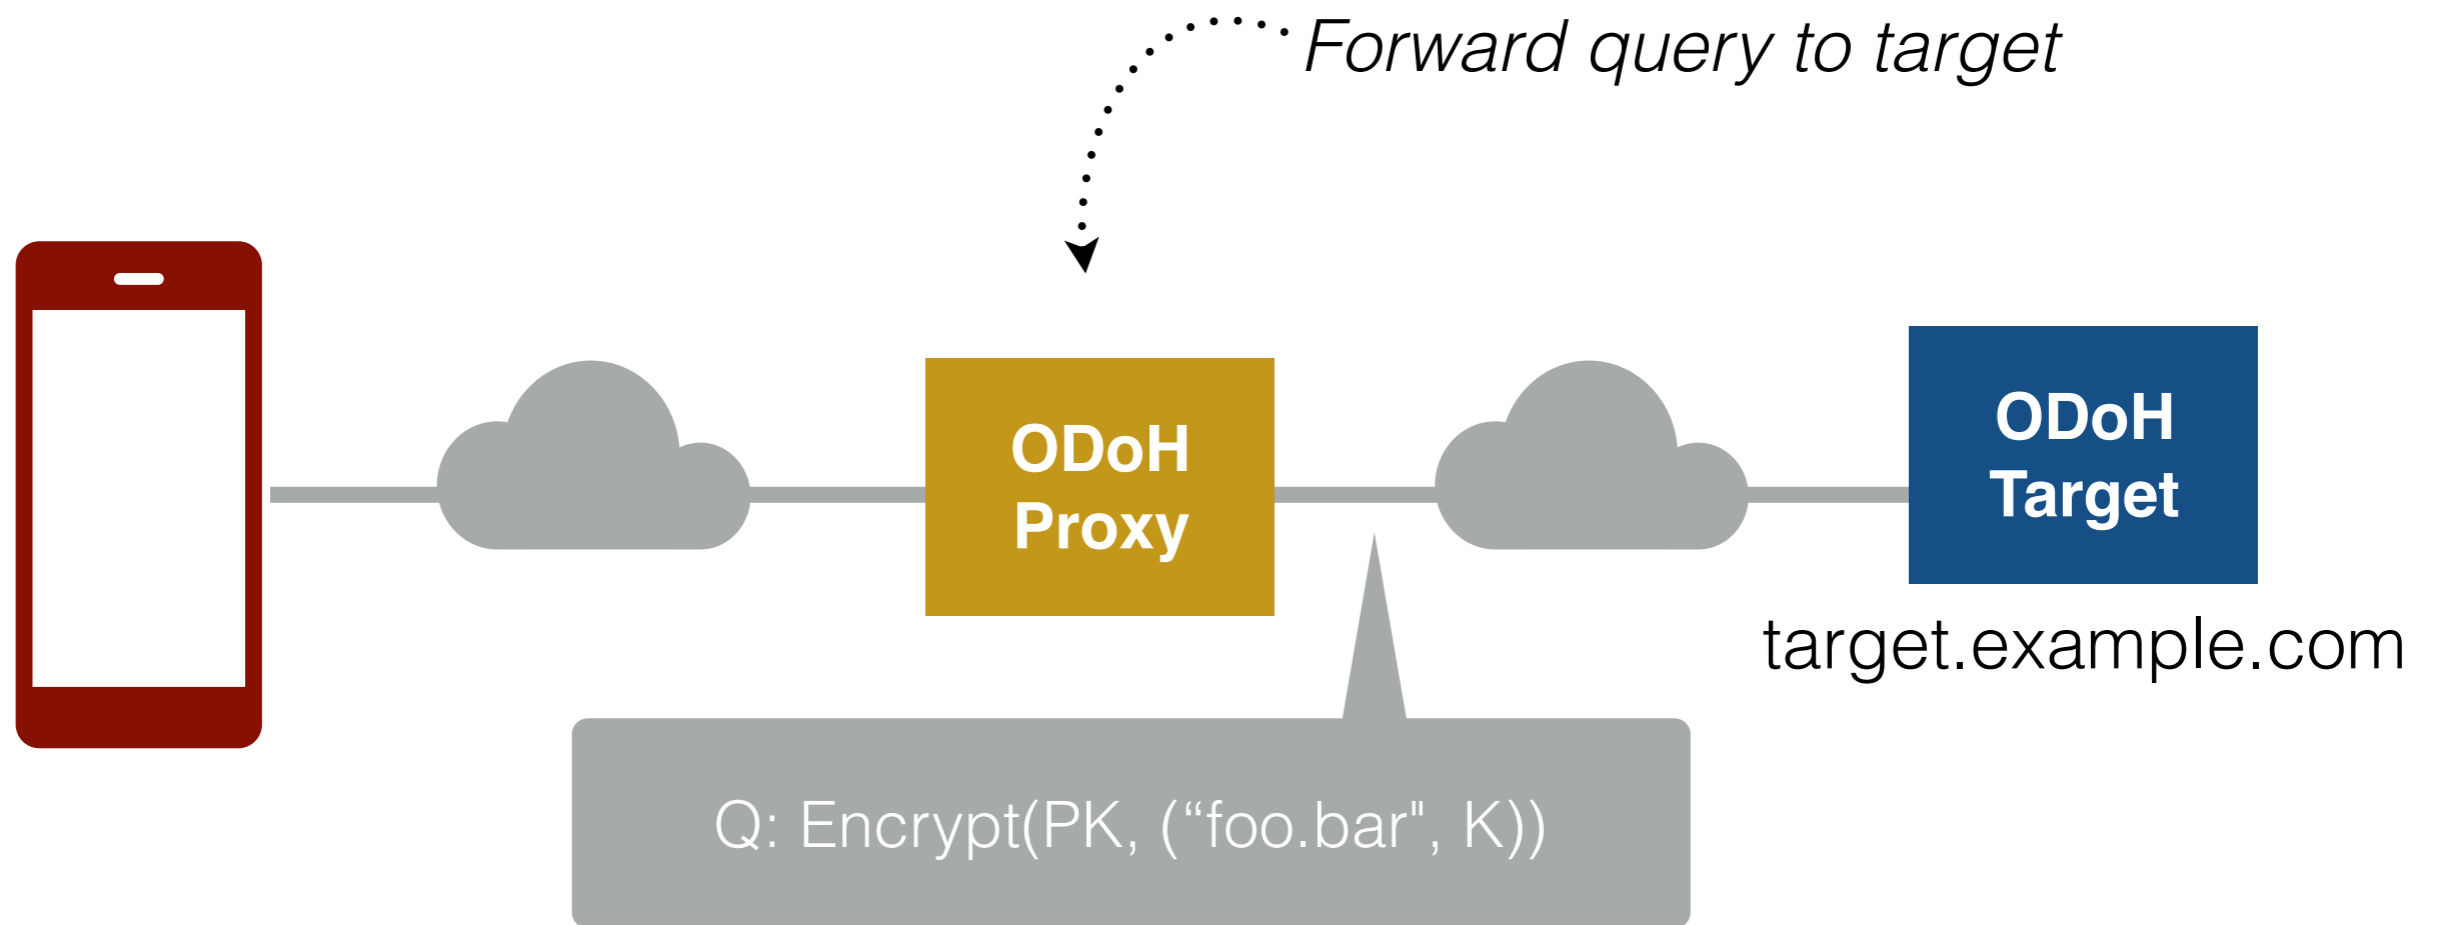 Forward query to target
ODoH
Proxy
ODoH
Target
target.example.com
Q: Encrypt(PK, (“foo.bar", K))